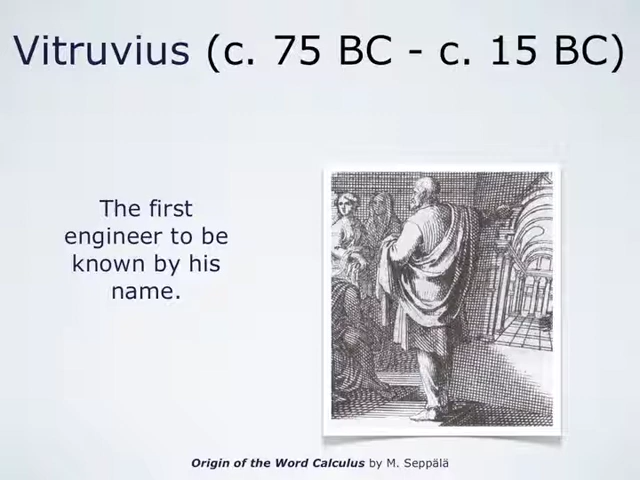 Vitruvius (c. 75 BC - c. 15 BC)
The first
engineer to be
known by his
name.
Origin of the Word Calculus by M. Seppälä